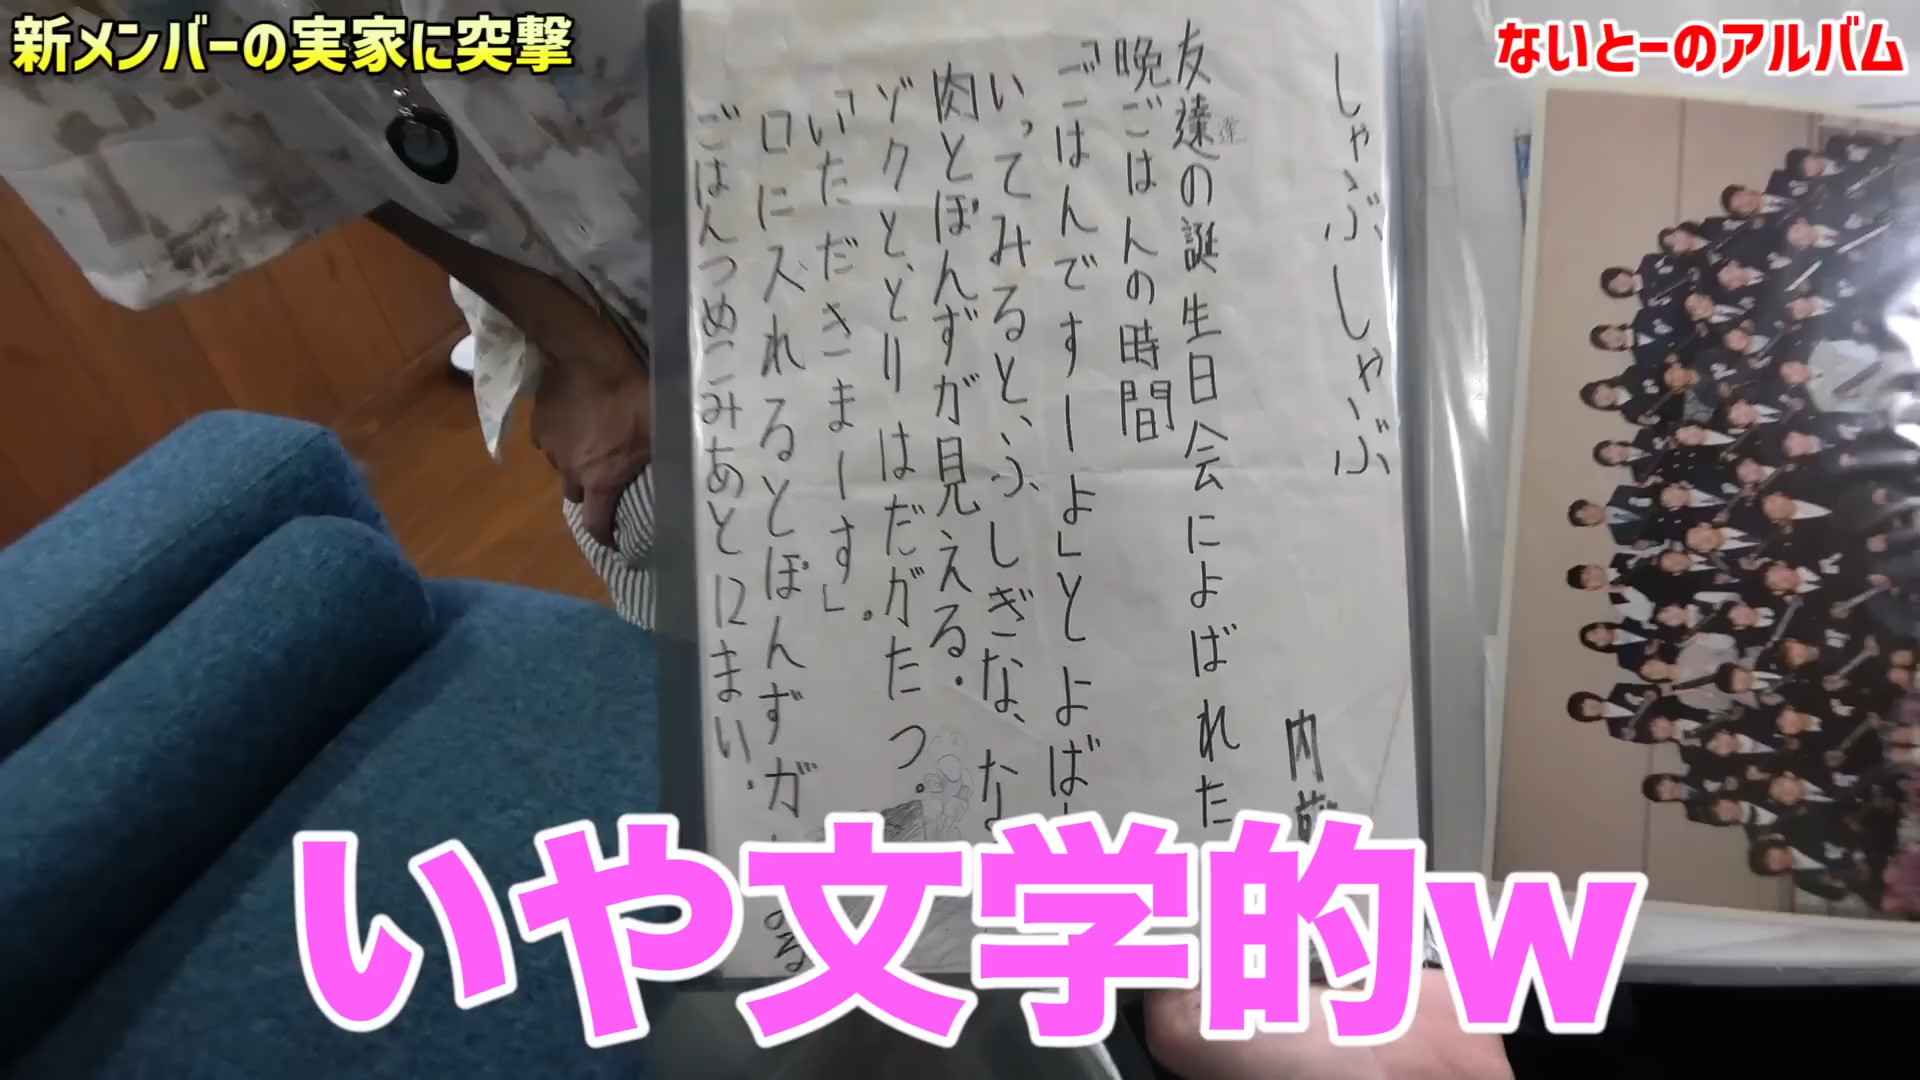 新メンバーの実家に突撃
ないとーのアルバム
しゃぶしゃぶ
内
友達の誕生日会によばれた
達
晩ごはんの時間
「ごはんですーよ」とよば
いってみると、ふしぎな、な
肉とぽんずが見える.
ゾクと、とりはだがたつ。
「いただきまーす」。
口に入れるとぽんずが
ごはんつめこみあと12まい.
いや文学的w